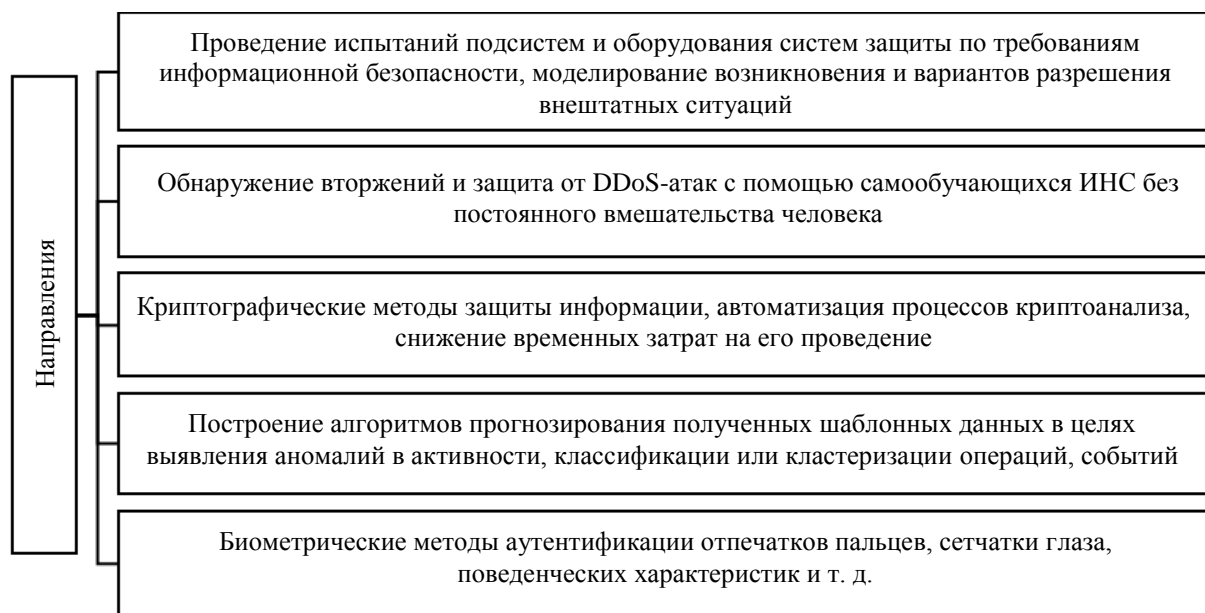 Направления
Проведение испытаний подсистем и оборудования систем защиты по требованиям
информационной безопасности, моделирование возникновения и вариантов разрешения
внештатных ситуаций
Обнаружение вторжений и защита от DDoS-атак с помощью самообучающихся ИНС без
постоянного вмешательства человека
Криптографические методы защиты информации, автоматизация процессов криптоанализа,
снижение временных затрат на его проведение
Построение алгоритмов прогнозирования полученных шаблонных данных в целях
выявления аномалий в активности, классификации или кластеризации операций, событий
Биометрические методы аутентификации отпечатков пальцев, сетчатки глаза,
поведенческих характеристик и т. д.